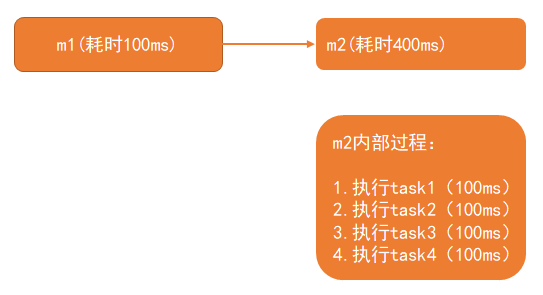 m1(耗时100ms)
m2(耗时400ms)
m2内部过程：
1.执行task1（100ms）
2.执行task2（100ms）
3.执行task3（100ms）
4.执行task4（100ms）